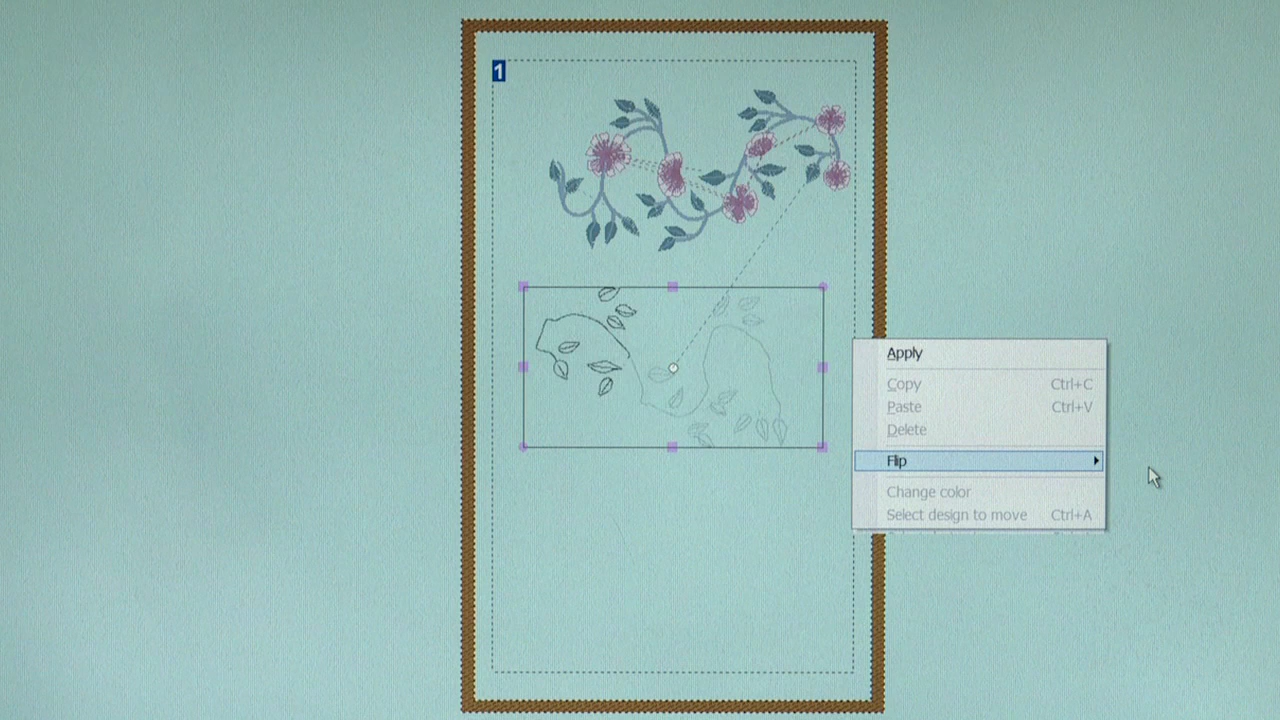 1
Apply
Copy Ctrl+C
Paste Ctrl+V
Delete
Flip
Change color
Select design to move Ctrl+A